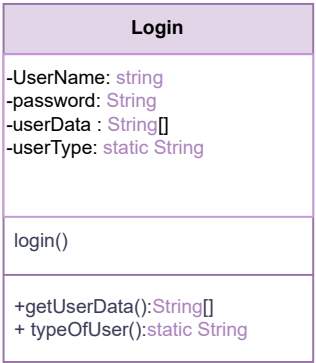 Login
-UserName: string
-password: String
-userData : String[]
-userType: static String
login()
+getUserData():String[]
+ typeOfUser():static String